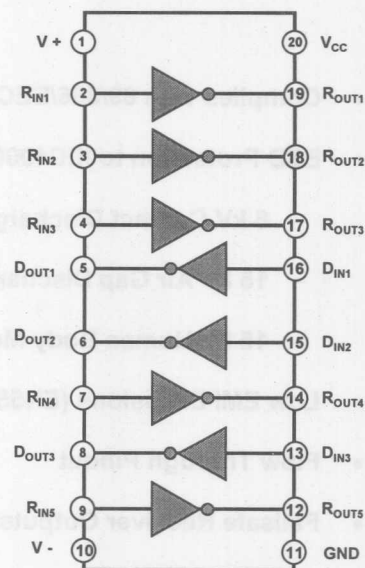 V + 1 20 VCC
RIN1 2 19 ROUT1
RIN2 3 18 ROUT2
RIN3 4 17 ROUT3
DOUT1 5 16 DIN1
DOUT2 6 15 DIN2
RIN4 7 14 ROUT4
DOUT3 8 13 DIN3
RIN5 9 12 ROUT5
V - 10 11 GND